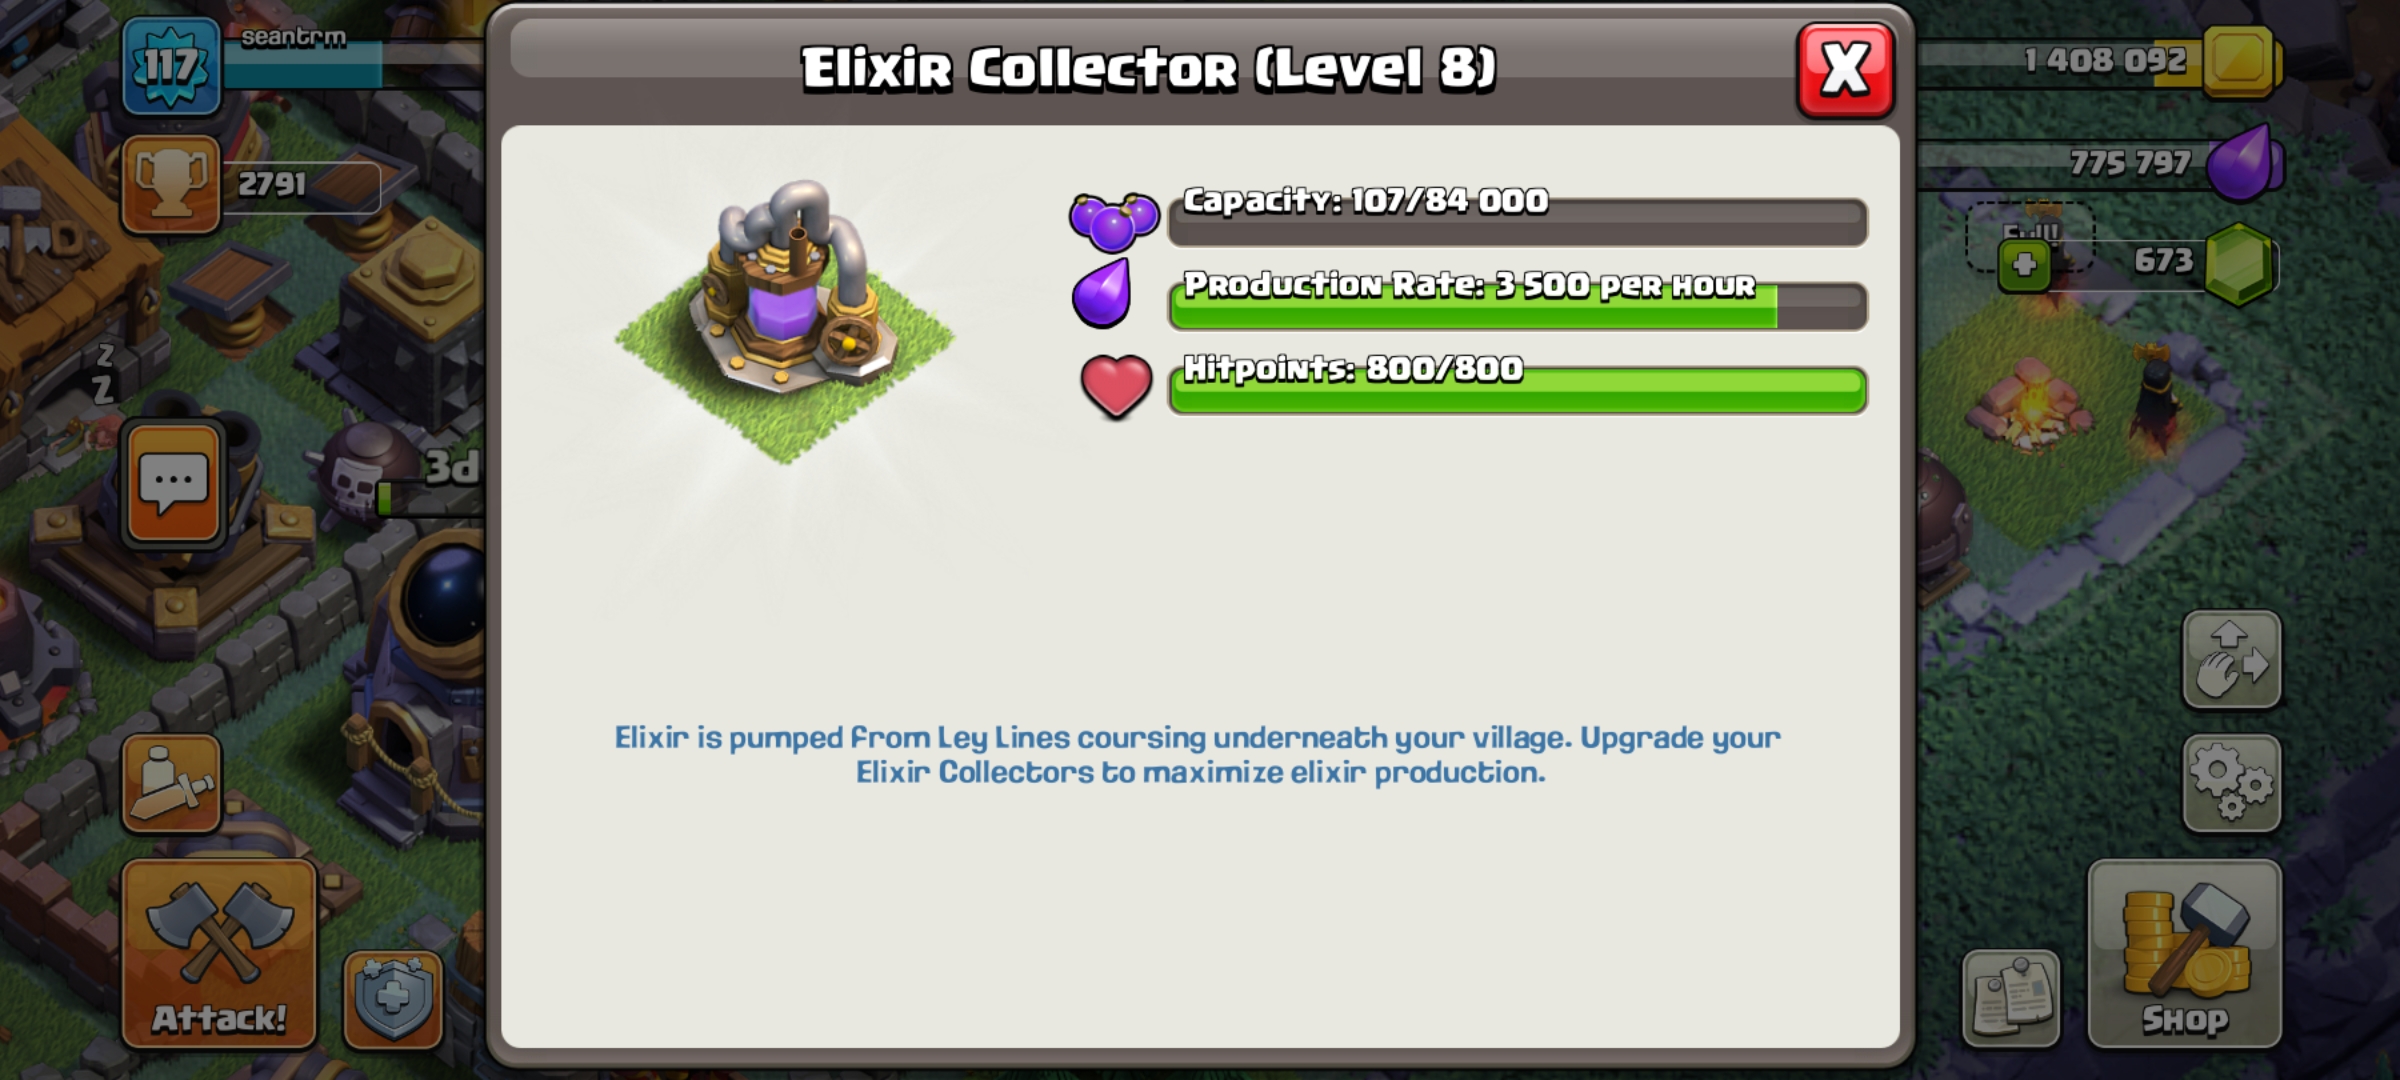 117
seantrm
2791
Elixir Collector (Level 8)
X
1 408 092
775 797
Full!
673
Capacity: 107/84 000
Production Rate: 3 500 per hour
Hitpoints: 800/800
Z
Z
3d
Elixir is pumped from Ley Lines coursing underneath your village. Upgrade your
Elixir Collectors to maximize elixir production.
Attack!
Shop